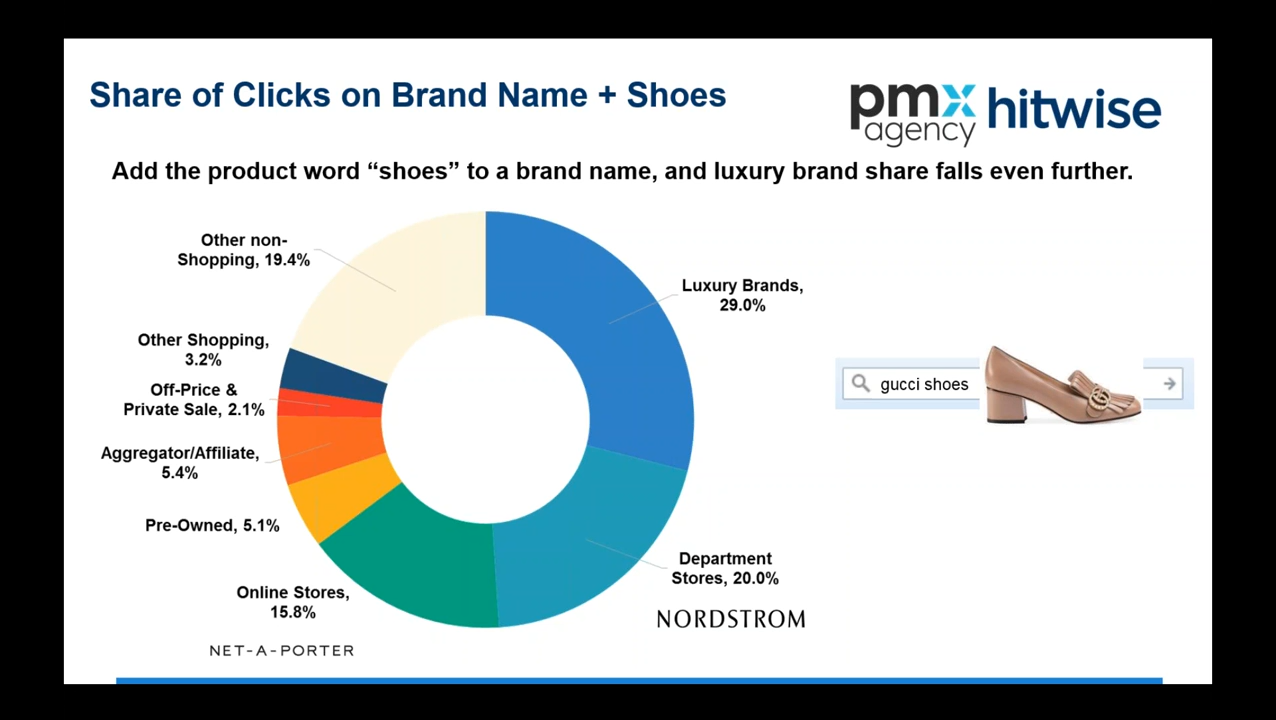 Share of Clicks on Brand Name + Shoes
pmx
agency
hitwise
Add the product word “shoes” to a brand name, and luxury brand share falls even further.
Other non-
Shopping, 19.4%
Luxury Brands,
29.0%
Other Shopping,
3.2%
Off-Price &
Private Sale, 2.1%
gucci shoes
Aggregator/Affiliate,
5.4%
Pre-Owned, 5.1%
Department
Stores, 20.0%
Online Stores,
15.8%
NORDSTROM
NET-A-PORTER